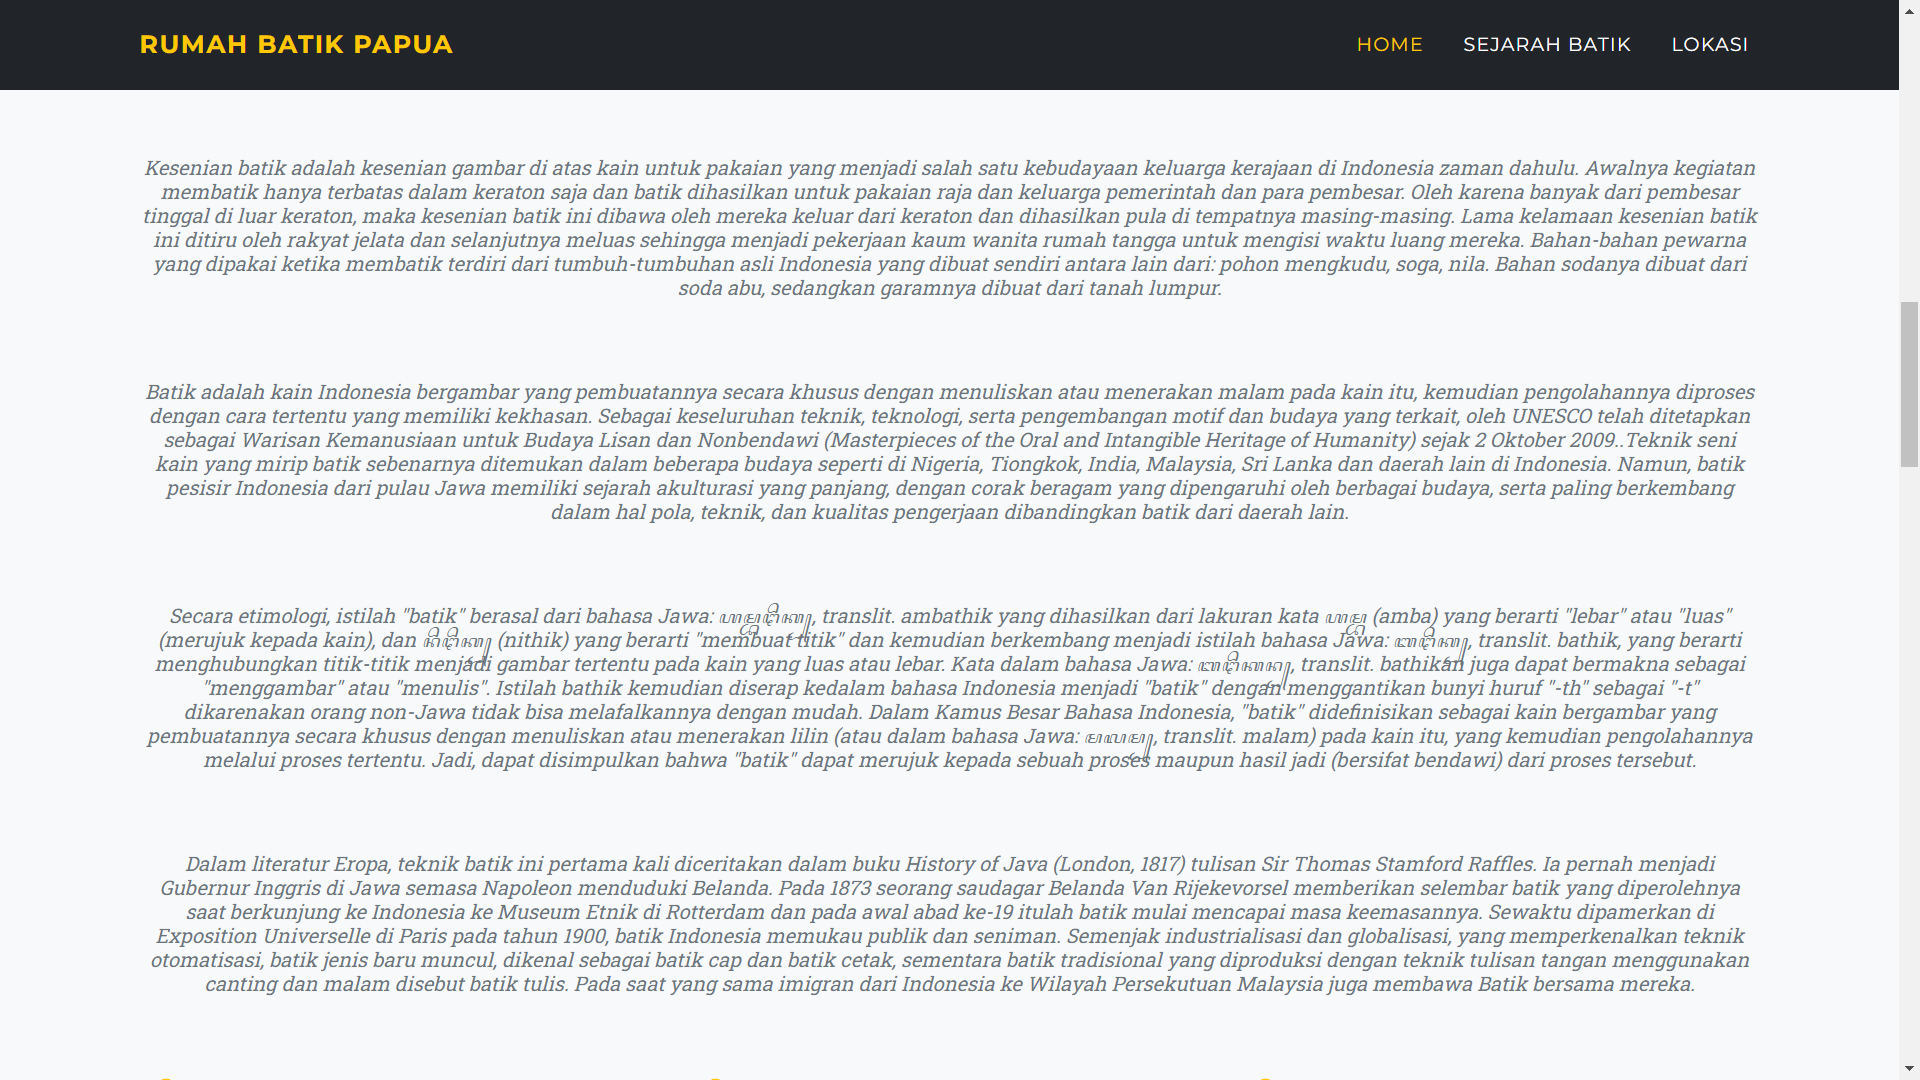 RUMAH BATIK PAPUA
HOME
SEJARAH BATIK
LOKASI
Kesenian batik adalah kesenian gambar di atas kain untuk pakaian yang menjadi salah satu kebudayaan keluarga kerajaan di Indonesia zaman dahulu. Awalnya kegiatan
membatik hanya terbatas dalam keraton saja dan batik dihasilkan untuk pakaian raja dan keluarga pemerintah dan para pembesar. Oleh karena banyak dari pembesar
tinggal di luar keraton, maka kesenian batik ini dibawa oleh mereka keluar dari keraton dan dihasilkan pula di tempatnya masing-masing. Lama kelamaan kesenian batik
ini ditiru oleh rakyat jelata dan selanjutnya meluas sehingga menjadi pekerjaan kaum wanita rumah tangga untuk mengisi waktu luang mereka. Bahan-bahan pewarna
yang dipakai ketika membatik terdiri dari tumbuh-tumbuhan asli Indonesia yang dibuat sendiri antara lain dari: pohon mengkudu, soga, nila. Bahan sodanya dibuat dari
soda abu, sedangkan garamnya dibuat dari tanah lumpur.
Batik adalah kain Indonesia bergambar yang pembuatannya secara khusus dengan menuliskan atau menerakan malam pada kain itu, kemudian pengolahannya diproses
dengan cara tertentu yang memiliki kekhasan. Sebagai keseluruhan teknik, teknologi, serta pengembangan motif dan budaya yang terkait, oleh UNESCO telah ditetapkan
sebagai Warisan Kemanusiaan untuk Budaya Lisan dan Nonbendawi (Masterpieces of the Oral and Intangible Heritage of Humanity) sejak 2 Oktober 2009..Teknik seni
kain yang mirip batik sebenarnya ditemukan dalam beberapa budaya seperti di Nigeria, Tiongkok, India, Malaysia, Sri Lanka dan daerah lain di Indonesia. Namun, batik
pesisir Indonesia dari pulau Jawa memiliki sejarah akulturasi yang panjang, dengan corak beragam yang dipengaruhi oleh berbagai budaya, serta paling berkembang
dalam hal pola, teknik, dan kualitas pengerjaan dibandingkan batik dari daerah lain.
Secara etimologi, istilah "batik" berasal dari bahasa Jawa: ꦲꦩ꧀ꦧꦛꦶꦏ꧀, translit. ambathik yang dihasilkan dari lakuran kata ꦲꦩ꧀ꦧ (amba) yang berarti "lebar" atau "luas"
(merujuk kepada kain), dan ꦤꦶꦛꦶꦏ꧀ (nithik) yang berarti "membuat titik" dan kemudian berkembang menjadi istilah bahasa Jawa: ꦧꦛꦶꦏ꧀, translit. bathik, yang berarti
menghubungkan titik-titik menjadi gambar tertentu pada kain yang luas atau lebar. Kata dalam bahasa Jawa: ꦧꦛꦶꦏꦤ꧀, translit. bathikan juga dapat bermakna sebagai
"menggambar" atau "menulis". Istilah bathik kemudian diserap kedalam bahasa Indonesia menjadi "batik" dengan menggantikan bunyi huruf "-th" sebagai "-t"
dikarenakan orang non-Jawa tidak bisa melafalkannya dengan mudah. Dalam Kamus Besar Bahasa Indonesia, "batik" didefinisikan sebagai kain bergambar yang
pembuatannya secara khusus dengan menuliskan atau menerakan lilin (atau dalam bahasa Jawa: ꦩꦭꦩ꧀, translit. malam) pada kain itu, yang kemudian pengolahannya
melalui proses tertentu. Jadi, dapat disimpulkan bahwa "batik" dapat merujuk kepada sebuah proses maupun hasil jadi (bersifat bendawi) dari proses tersebut.
Dalam literatur Eropa, teknik batik ini pertama kali diceritakan dalam buku History of Java (London, 1817) tulisan Sir Thomas Stamford Raffles. Ia pernah menjadi
Gubernur Inggris di Jawa semasa Napoleon menduduki Belanda. Pada 1873 seorang saudagar Belanda Van Rijekevorsel memberikan selembar batik yang diperolehnya
saat berkunjung ke Indonesia ke Museum Etnik di Rotterdam dan pada awal abad ke-19 itulah batik mulai mencapai masa keemasannya. Sewaktu dipamerkan di
Exposition Universelle di Paris pada tahun 1900, batik Indonesia memukau publik dan seniman. Semenjak industrialisasi dan globalisasi, yang memperkenalkan teknik
otomatisasi, batik jenis baru muncul, dikenal sebagai batik cap dan batik cetak, sementara batik tradisional yang diproduksi dengan teknik tulisan tangan menggunakan
canting dan malam disebut batik tulis. Pada saat yang sama imigran dari Indonesia ke Wilayah Persekutuan Malaysia juga membawa Batik bersama mereka.